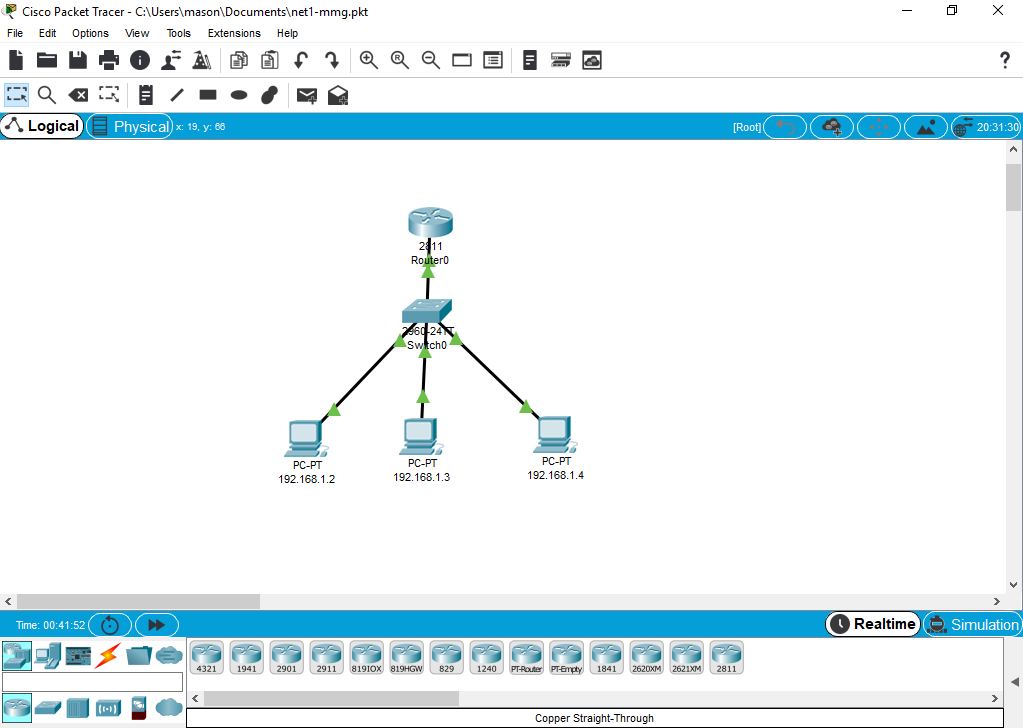 Cisco Packet Tracer - C:\Users\mason\Documents\net1-mmg.pkt
File Edit Options View Tools Extensions Help
Logical Physical x: 19, y: 66 [Root] 20:31:30
2811
Router0
2960-24TT
Switch0
PC-PT
192.168.1.2
PC-PT
192.168.1.3
PC-PT
192.168.1.4
Time: 00:41:52 Realtime Simulation
4321 1941 2901 2911 819IOX 819HGW 829 1240 PT-Router PT-Empty 1841 2620XM 2621XM 2811
Copper Straight-Through